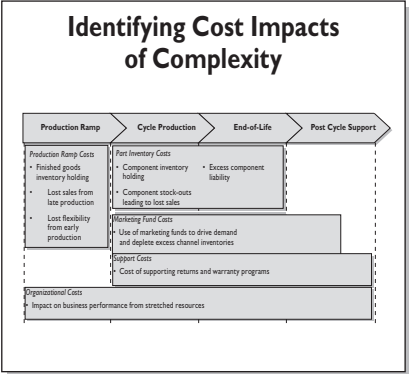 Identifying Cost Impacts
of Complexity
Production Ramp
Cycle Production
End-of-Life
Post Cycle Support
Production Ramp Costs
• Finished goods
inventory holding
• Lost sales from
late production
• Lost flexibility
from early
production
Part Inventory Costs
• Component inventory
holding
• Component stock-outs
leading to lost sales
• Excess component
liability
Marketing Fund Costs
• Use of marketing funds to drive demand
and deplete excess channel inventories
Support Costs
• Cost of supporting returns and warranty programs
Organizational Costs
• Impact on business performance from stretched resources